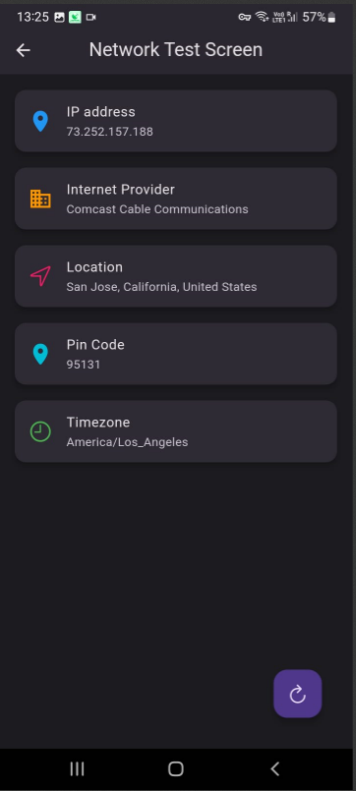 13:25 57%
Network Test Screen
IP address
73.252.157.188
Internet Provider
Comcast Cable Communications
Location
San Jose, California, United States
Pin Code
95131
Timezone
America/Los_Angeles